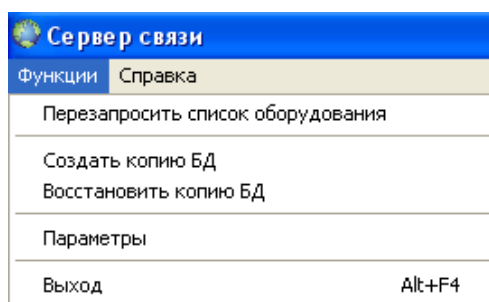 Сервер связи
Функции Справка
Перезапросить список оборудования
Создать копию БД
Восстановить копию БД
Параметры
Выход Alt+F4